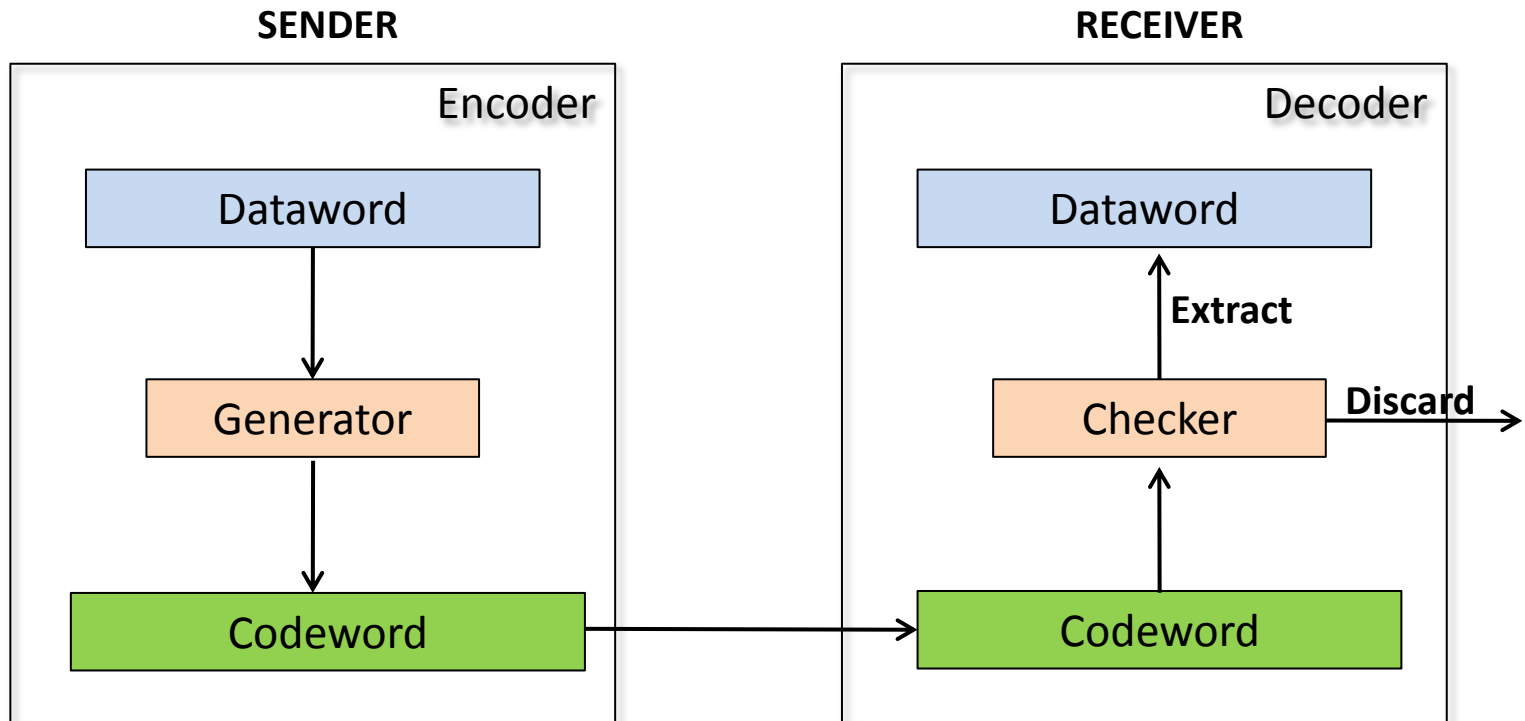 SENDER
RECEIVER
Encoder
Decoder
Dataword
Dataword
Extract
Generator
Checker
Discard
Codeword
Codeword